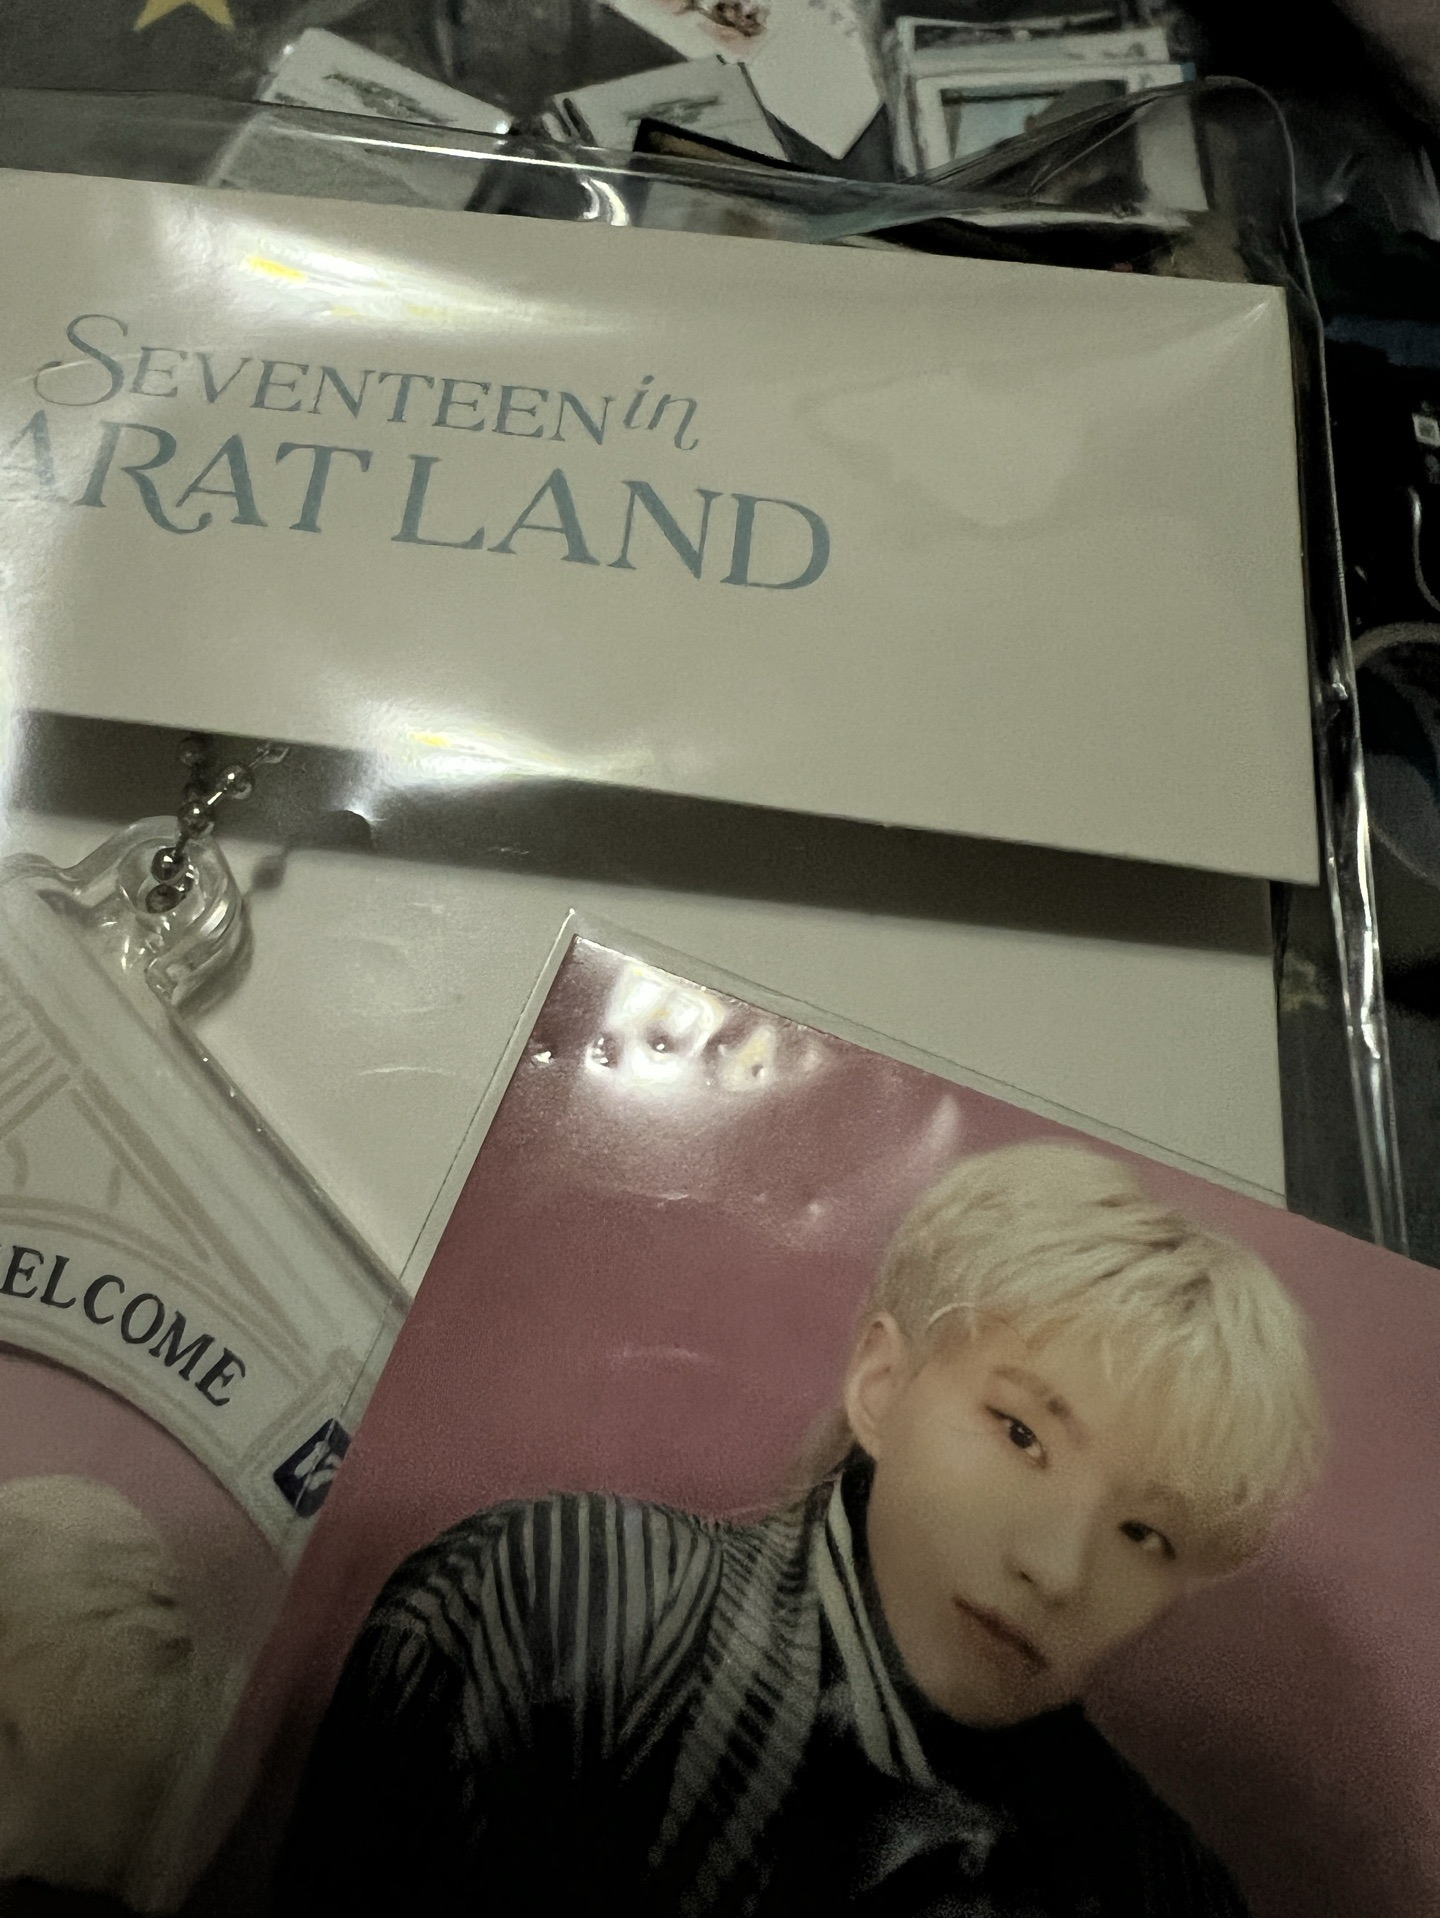 SEVENTEEN in
ARAT LAND
ELCOME